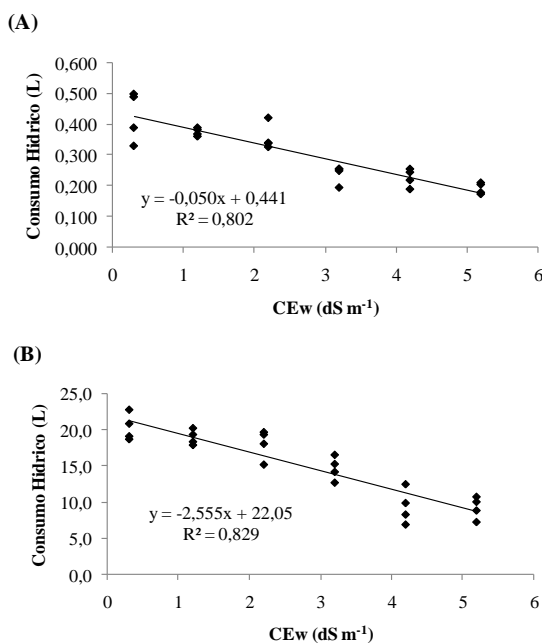 (A)
Consumo Hídrico (L)
0,600
0,500
0,400
0,300
0,200
0,100
0,000
y = -0,050x + 0,441
R² = 0,802
0 1 2 3 4 5 6
CEw (dS m⁻¹)
(B)
Consumo Hídrico (L)
25,0
20,0
15,0
10,0
5,0
0,0
y = -2,555x + 22,05
R² = 0,829
0 1 2 3 4 5 6
CEw (dS m⁻¹)